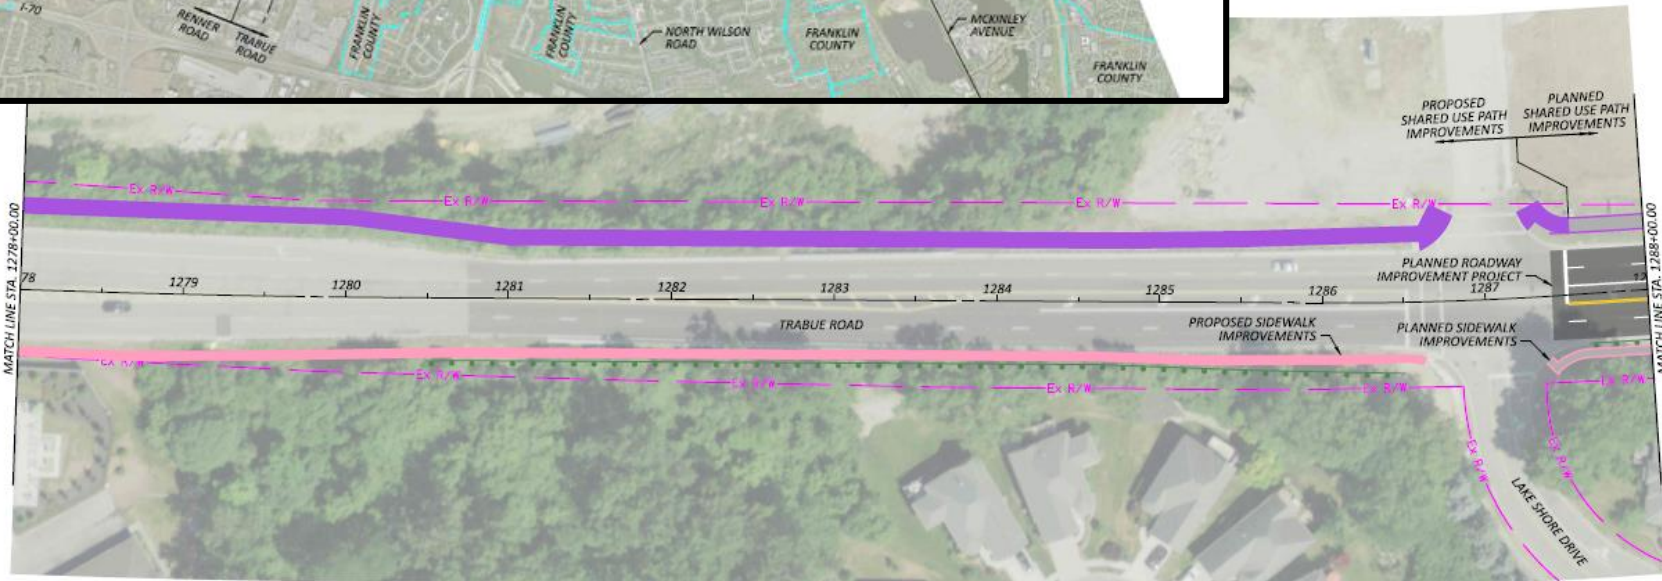 I-70
RENNER
ROAD
TRABUE
ROAD
FRANKLIN
COUNTY
FRANKLIN
COUNTY
NORTH WILSON
ROAD
FRANKLIN
COUNTY
MCKINLEY
AVENUE
FRANKLIN
COUNTY
PROPOSED
SHARED USE PATH
IMPROVEMENTS
PLANNED
SHARED USE PATH
IMPROVEMENTS
Ex R/W
Ex R/W
Ex R/W
Ex R/W
Ex R/W
MATCH LINE STA. 1278+00.00
MATCH LINE STA. 1288+00.00
PLANNED ROADWAY
IMPROVEMENT PROJECT
78
1279
1280
1281
1282
1283
1284
1285
1286
1287
12
TRABUE ROAD
PROPOSED SIDEWALK
IMPROVEMENTS
PLANNED SIDEWALK
IMPROVEMENTS
Ex R/W
Ex R/W
Ex R/W
Ex R/W
Ex R/W
Ex R/W
Ex R/W
Ex R/W
LAKE SHORE DRIVE